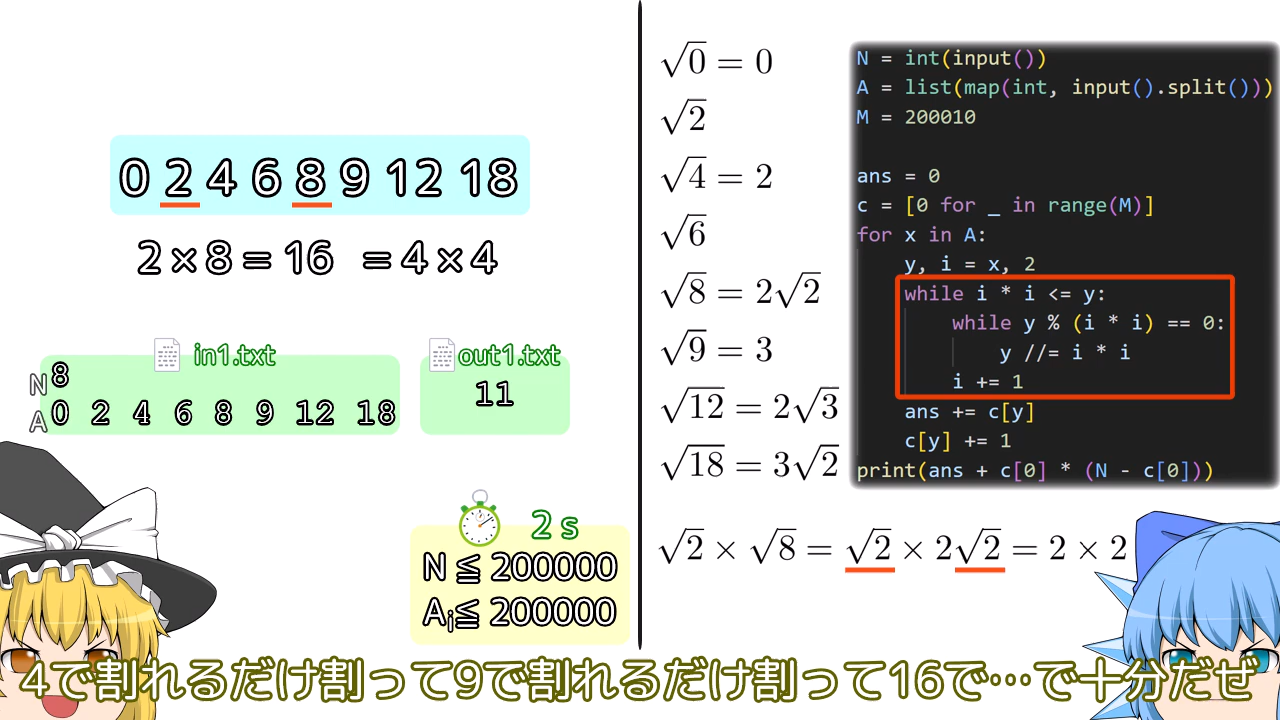 0 2 4 6 8 9 12 18
2×8=16 =4×4
in1.txt
N 8
A 0 2 4 6 8 9 12 18
out1.txt
11
2 s
N ≦ 200000
Ai≦ 200000
√0 = 0
√2
√4 = 2
√6
√8 = 2√2
√9 = 3
√12 = 2√3
√18 = 3√2
N = int(input())
A = list(map(int, input().split()))
M = 200010
ans = 0
c = [0 for _ in range(M)]
for x in A:
    y, i = x, 2
    while i * i <= y:
        while y % (i * i) == 0:
            y //= i * i
        i += 1
    ans += c[y]
    c[y] += 1
print(ans + c[0] * (N - c[0]))
√2 × √8 = √2 × 2√2 = 2 × 2
4で割れるだけ割って9で割れるだけ割って16で…で十分だぜ